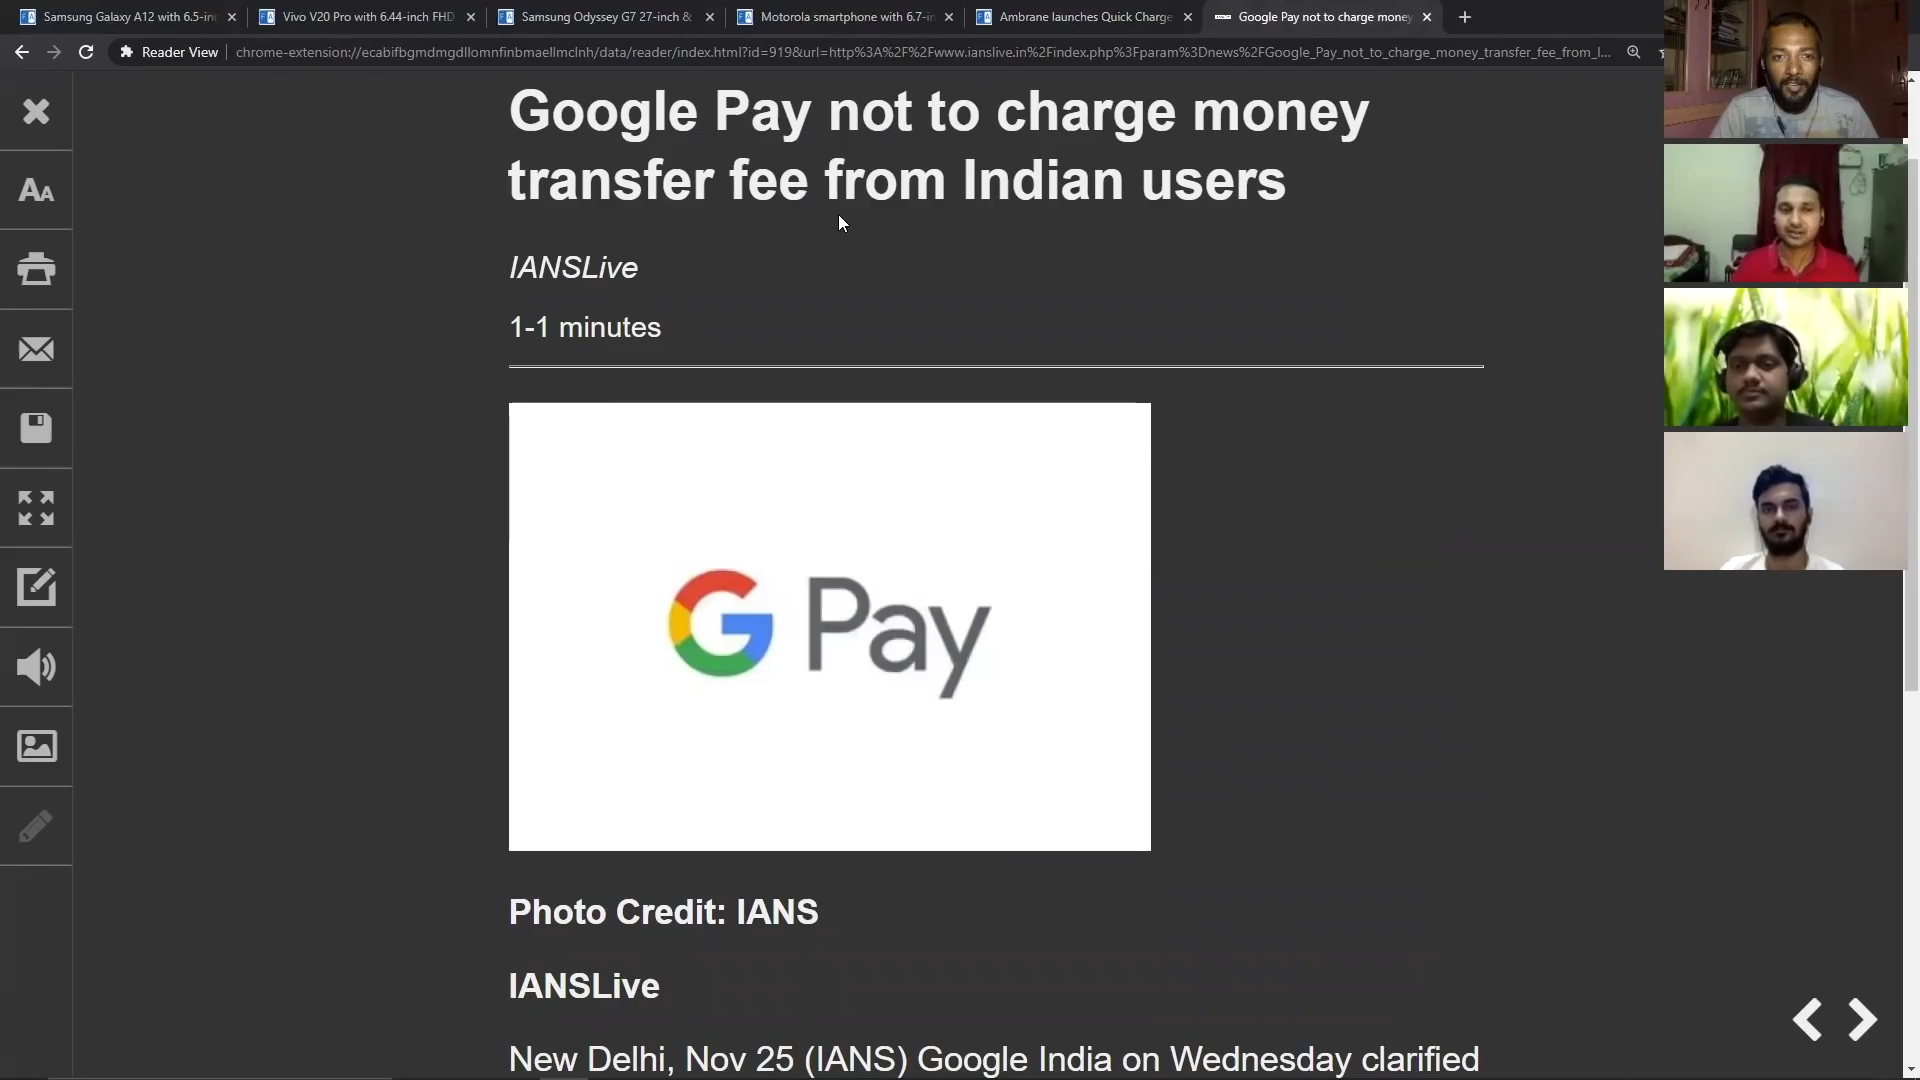 Samsung Galaxy A12 with 6.5-in
Vivo V20 Pro with 6.44-inch FHD
Samsung Odyssey G7 27-inch &
Motorola smartphone with 6.7-in
Ambrane launches Quick Charge
Google Pay not to charge money
Reader View
chrome-extension://ecabifbgmdmgdllomnfinbmaellmclnh/data/reader/index.html?id=919&url=http%3A%2F%2Fwww.ianslive.in%2Findex.php%3Fparam%3Dnews%2FGoogle_Pay_not_to_charge_money_transfer_fee_from_I...
Google Pay not to charge money
transfer fee from Indian users
IANSLive
1-1 minutes
G Pay
Photo Credit: IANS
IANSLive
New Delhi, Nov 25 (IANS) Google India on Wednesday clarified